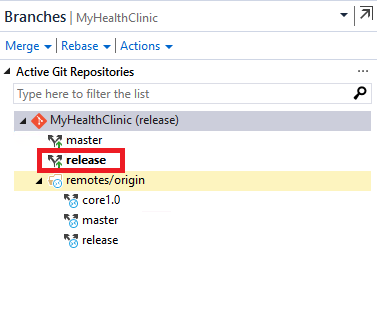 Branches | MyHealthClinic
Merge Rebase Actions
Active Git Repositories
Type here to filter the list
MyHealthClinic (release)
master
release
remotes/origin
core1.0
master
release